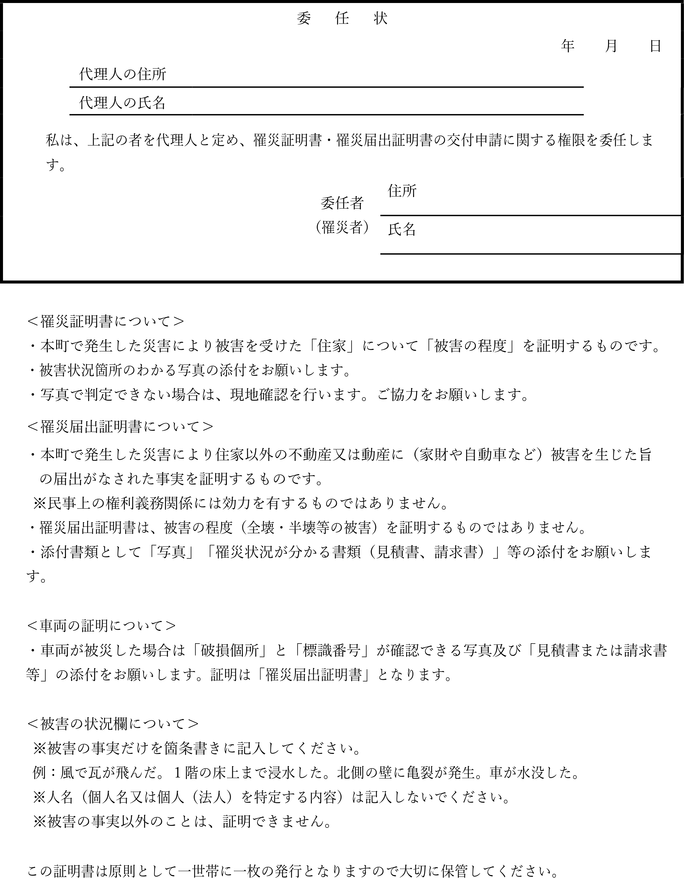 委　任　状
年　　月　　日
代理人の住所
代理人の氏名
私は、上記の者を代理人と定め、罹災証明書・罹災届出証明書の交付申請に関する権限を委任しま
す。
住所
委任者
（罹災者）
氏名
＜罹災証明書について＞
・本町で発生した災害により被害を受けた「住家」について「被害の程度」を証明するものです。
・被害状況箇所のわかる写真の添付をお願いします。
・写真で判定できない場合は、現地確認を行います。ご協力をお願いします。
＜罹災届出証明書について＞
・本町で発生した災害により住家以外の不動産又は動産に（家財や自動車など）被害を生じた旨
の届出がなされた事実を証明するものです。
※民事上の権利義務関係には効力を有するものではありません。
・罹災届出証明書は、被害の程度（全壊・半壊等の被害）を証明するものではありません。
・添付書類として「写真」「罹災状況が分かる書類（見積書、請求書）」等の添付をお願いしま
す。
＜車両の証明について＞
・車両が被災した場合は「破損個所」と「標識番号」が確認できる写真及び「見積書または請求書
等」の添付をお願いします。証明は「罹災届出証明書」となります。
＜被害の状況欄について＞
※被害の事実だけを箇条書きに記入してください。
例：風で瓦が飛んだ。１階の床上まで浸水した。北側の壁に亀裂が発生。車が水没した。
※人名（個人名又は個人（法人）を特定する内容）は記入しないでください。
※被害の事実以外のことは、証明できません。
この証明書は原則として一世帯に一枚の発行となりますので大切に保管してください。